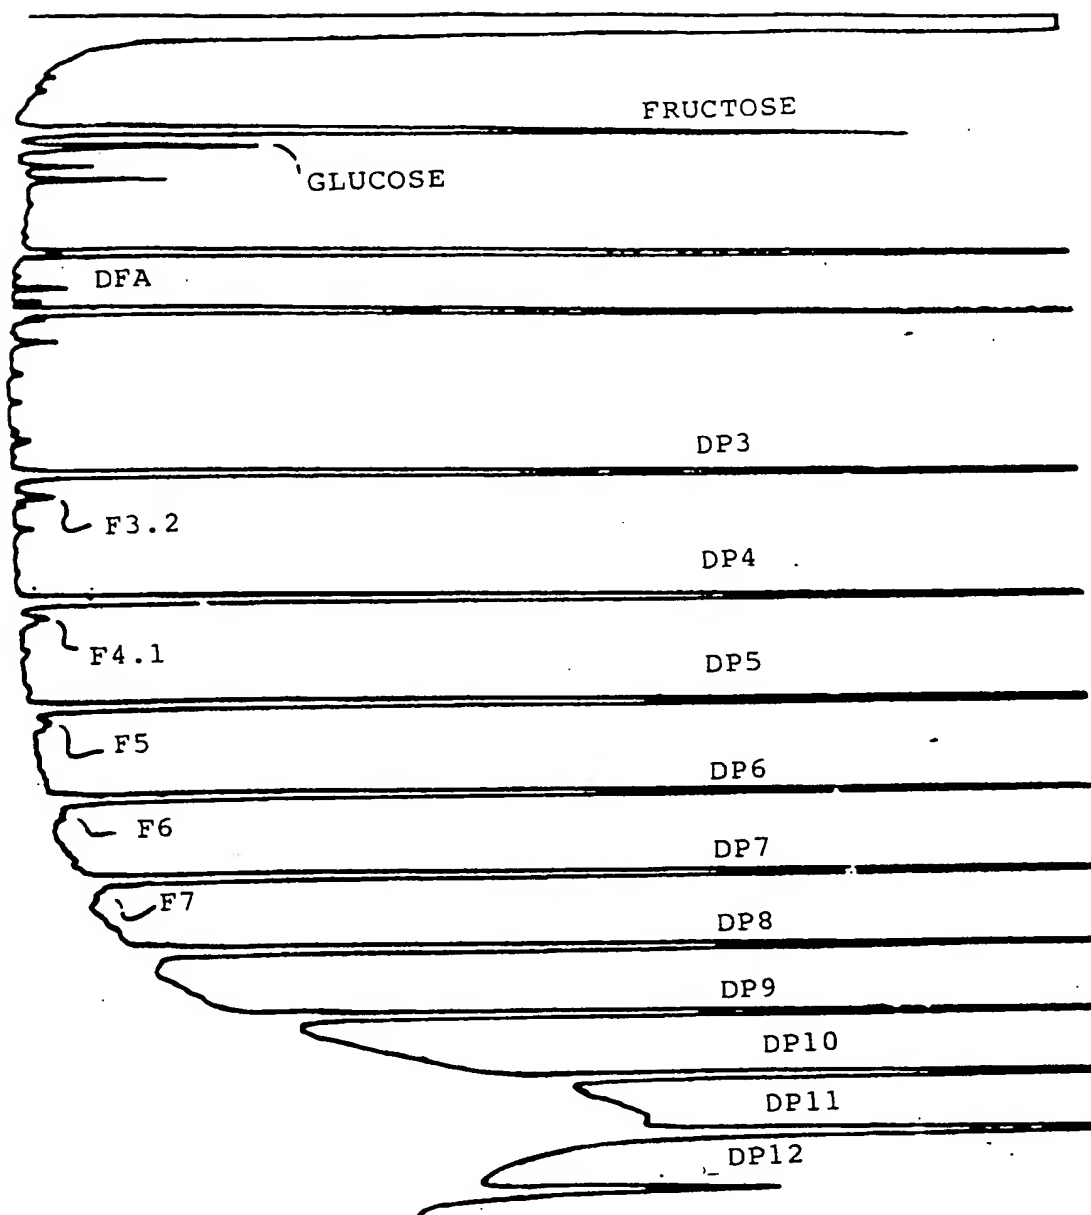 FRUCTOSE
GLUCOSE
DFA
DP3
F3.2
DP4
F4.1
DP5
F5
DP6
F6
DP7
F7
DP8
DP9
DP10
DP11
DP12